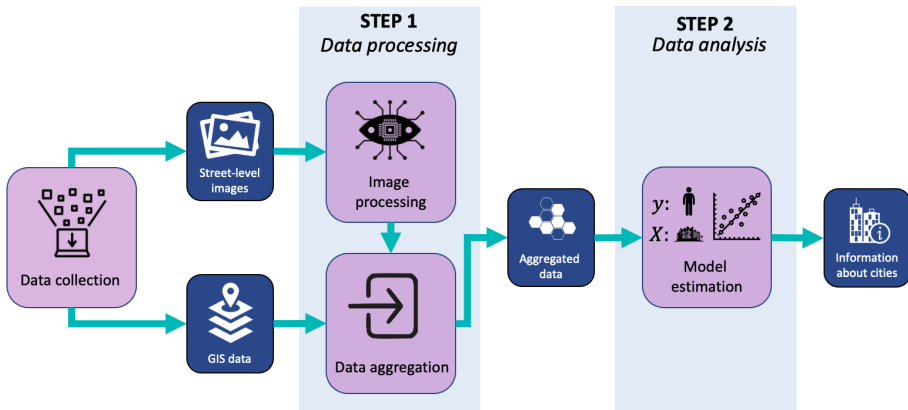 STEP 1
Data processing
STEP 2
Data analysis
Data collection
Street-level
images
GIS data
Image
processing
Data aggregation
Aggregated
data
y:
X:
Model
estimation
Information
about cities